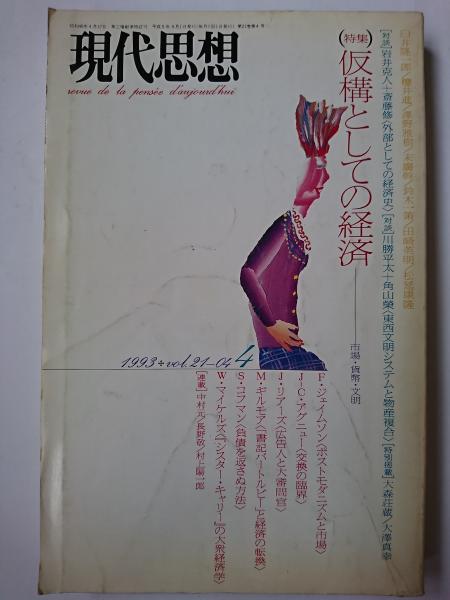 現代思想
revue de la pensée d'aujourd'hui
(特集)仮構としての経済
市場・貨幣・文明
[対談]岩井克人+斎藤修〈外部としての経済史〉[対談]川勝平太+角山榮〈東西文明システムと物産複合〉[特別掲載]大森荘蔵/大澤真幸
1993 vol.21-04 4
F・ジェイムソン〈ポストモダニズムと市場〉
J-C・アグニュー〈交換の臨界〉
J・リアーズ〈広告人と大審問官〉
M・ギルモア〈「書記バートルビー」と経済の転換〉
S・コフマン〈負債を返さぬ方法〉
W・マイケルズ〈『シスター・キャリー』の大衆経済学〉
[連載]中村元/長野敬/村上陽一郎